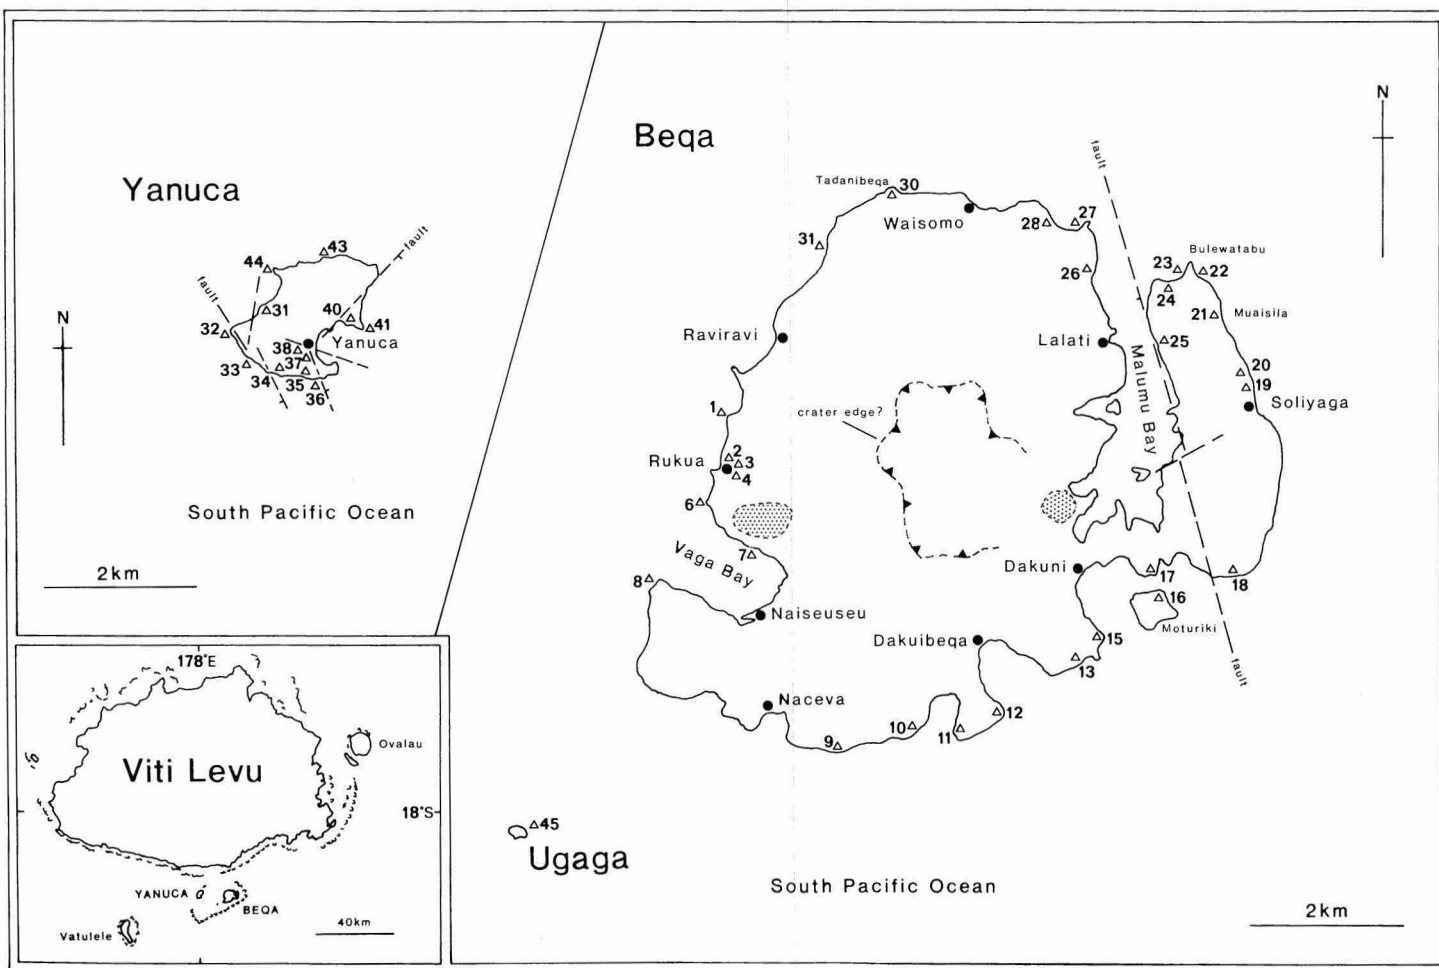 Yanuca
N
fault
fault
43
44
31
40
41
32
Yanuca
38
37
33
34
35
36
South Pacific Ocean
2km
Beqa
N
fault
Tadanibeqa
30
Waisomo
28
27
31
26
Bulewatabu
23
22
24
21
Muaisila
25
Raviravi
Lalati
Malumu Bay
20
19
Soliyaga
1
crater edge?
2
3
4
Rukua
6
7
Vaga Bay
8
Naiseuseu
Dakuni
17
18
16
Moturiki
15
13
Dakuibeqa
fault
Naceva
12
11
10
9
45
Ugaga
South Pacific Ocean
2km
178°E
Viti Levu
Ovalau
18°S
YANUCA
BEQA
Vatulele
40km